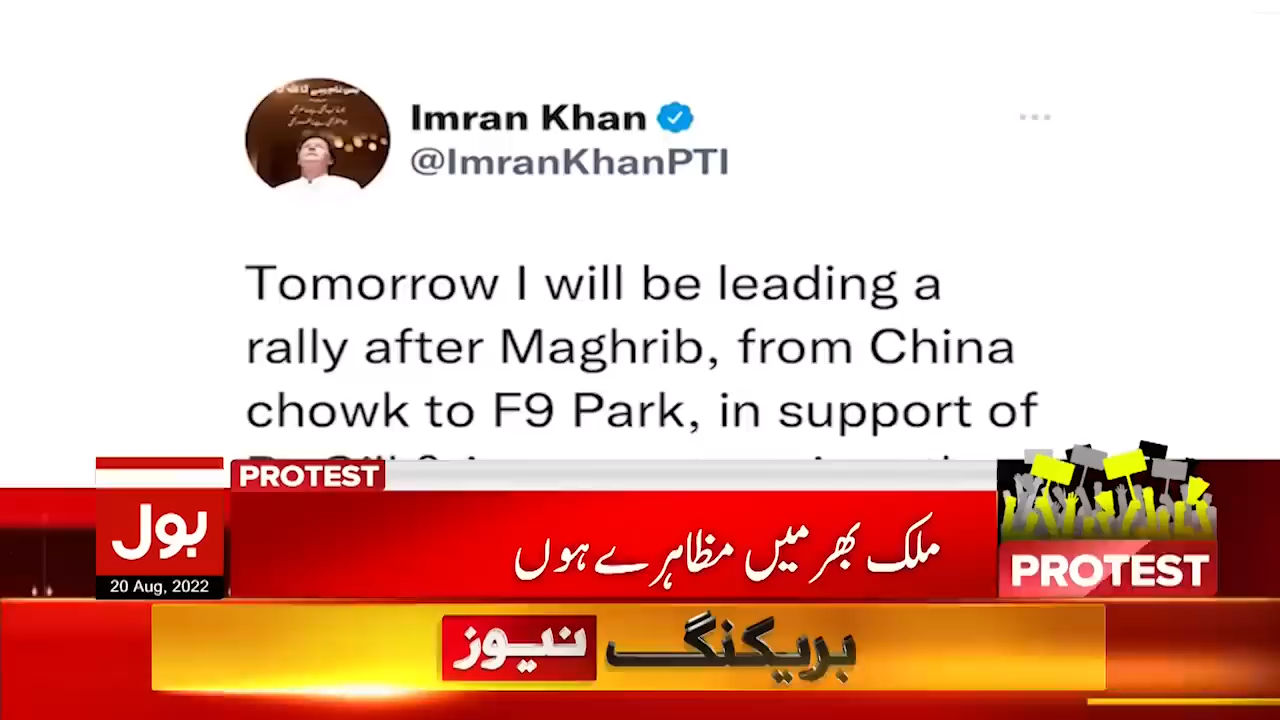 Imran Khan
@ImranKhanPTI
Tomorrow I will be leading a
rally after Maghrib, from China
chowk to F9 Park, in support of
PROTEST
بول
20 Aug, 2022
ملک بھر میں مظاہرے ہوں
PROTEST
بریکنگ نیوز